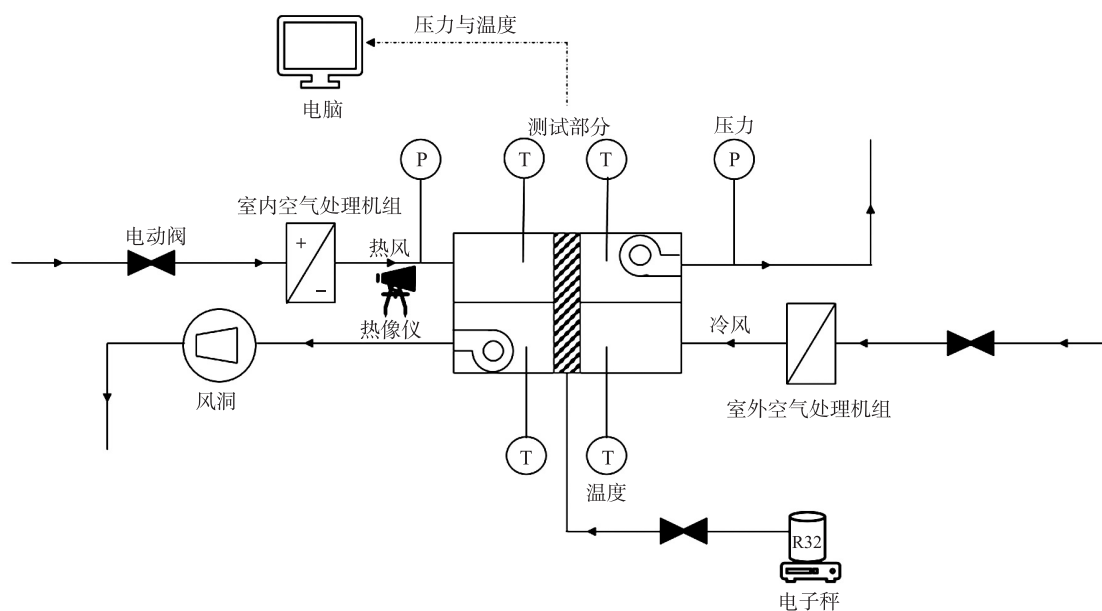 压力与温度
电脑
测试部分
压力
P
T
T
P
室内空气处理机组
电动阀
+
−
热风
热像仪
冷风
风洞
室外空气处理机组
T
T
温度
R32
电子秤